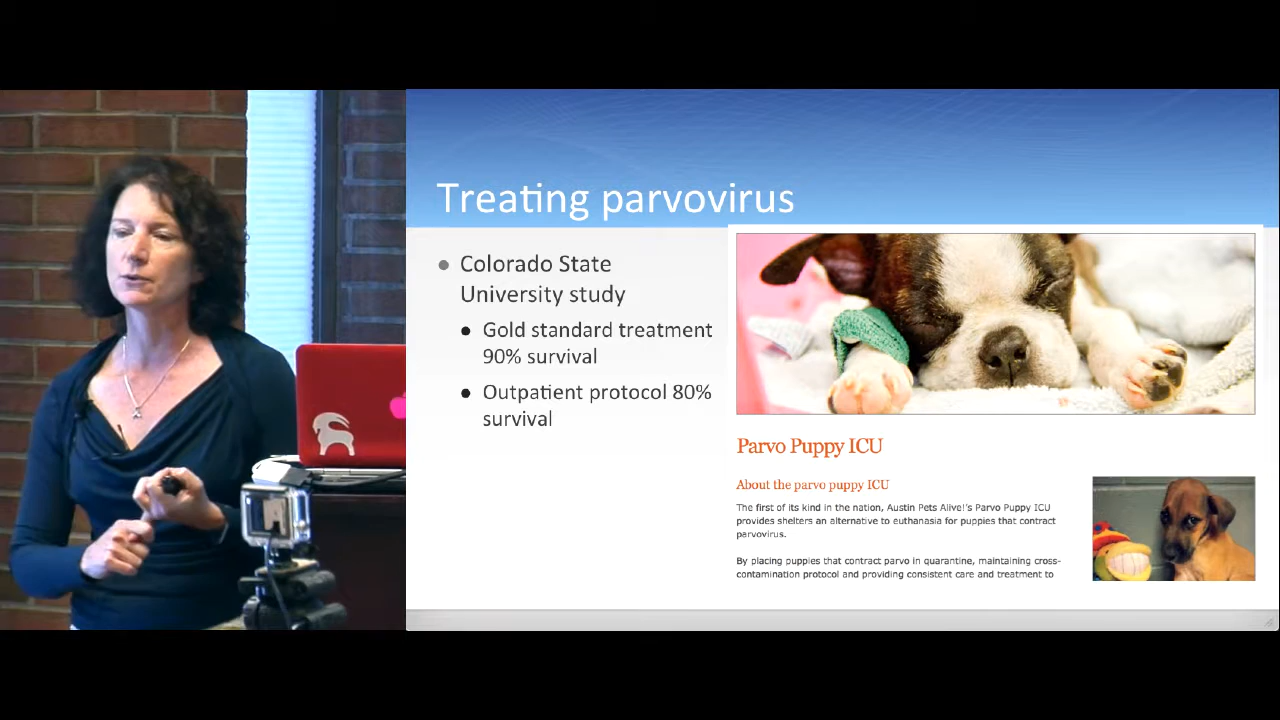 Treating parvovirus
Colorado State
University study
Gold standard treatment
90% survival
Outpatient protocol 80%
survival
Parvo Puppy ICU
About the parvo puppy ICU
The first of its kind in the nation, Austin Pets Alive!'s Parvo Puppy ICU
provides shelters an alternative to euthanasia for puppies that contract
parvovirus.
By placing puppies that contract parvo in quarantine, maintaining cross-
contamination protocol and providing consistent care and treatment to